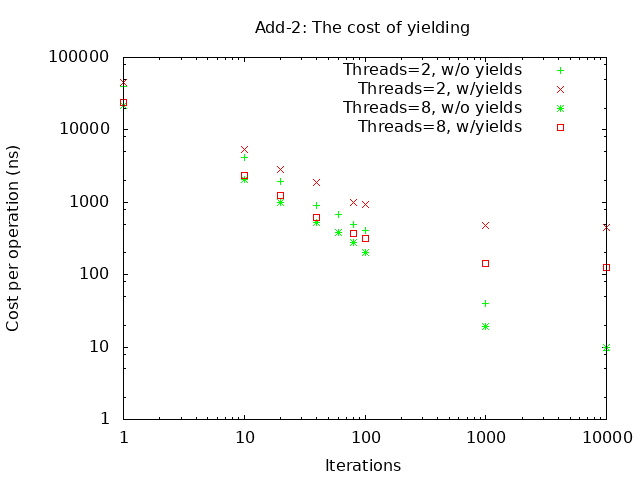 Add-2: The cost of yielding
Threads=2, w/o yields
Threads=2, w/yields
Threads=8, w/o yields
Threads=8, w/yields
Cost per operation (ns)
100000
10000
1000
100
10
1
1 10 100 1000 10000
Iterations